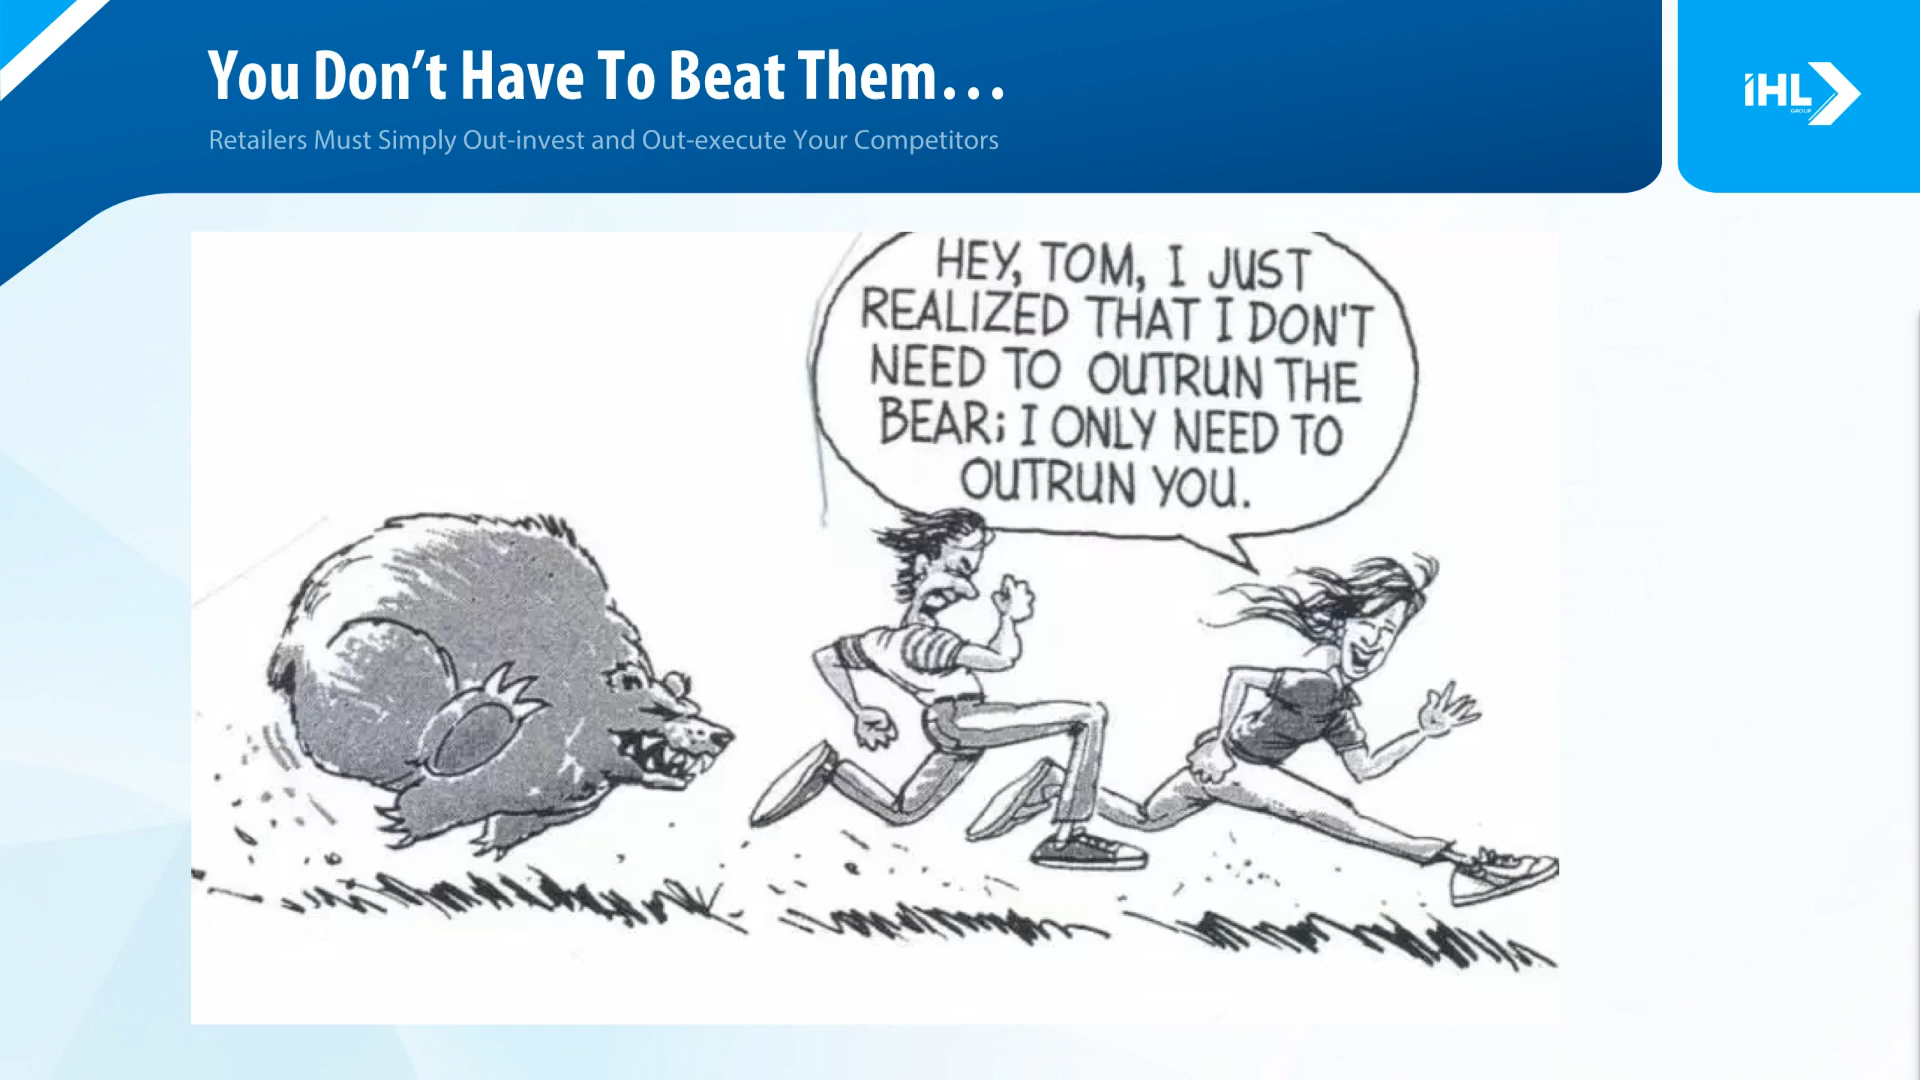 You Don’t Have To Beat Them…
Retailers Must Simply Out-invest and Out-execute Your Competitors
iHL
GROUP
HEY, TOM, I JUST
REALIZED THAT I DON'T
NEED TO OUTRUN THE
BEAR; I ONLY NEED TO
OUTRUN YOU.